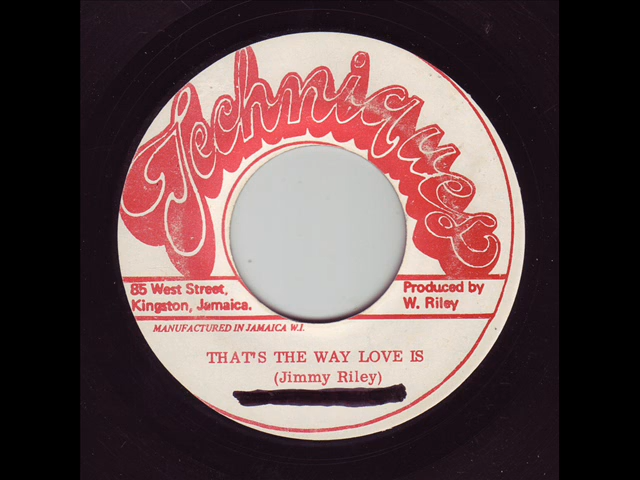 Techniques
85 West Street,
Kingston, Jamaica.
Produced by
W. Riley
MANUFACTURED IN JAMAICA W.I.
THAT'S THE WAY LOVE IS
(Jimmy Riley)